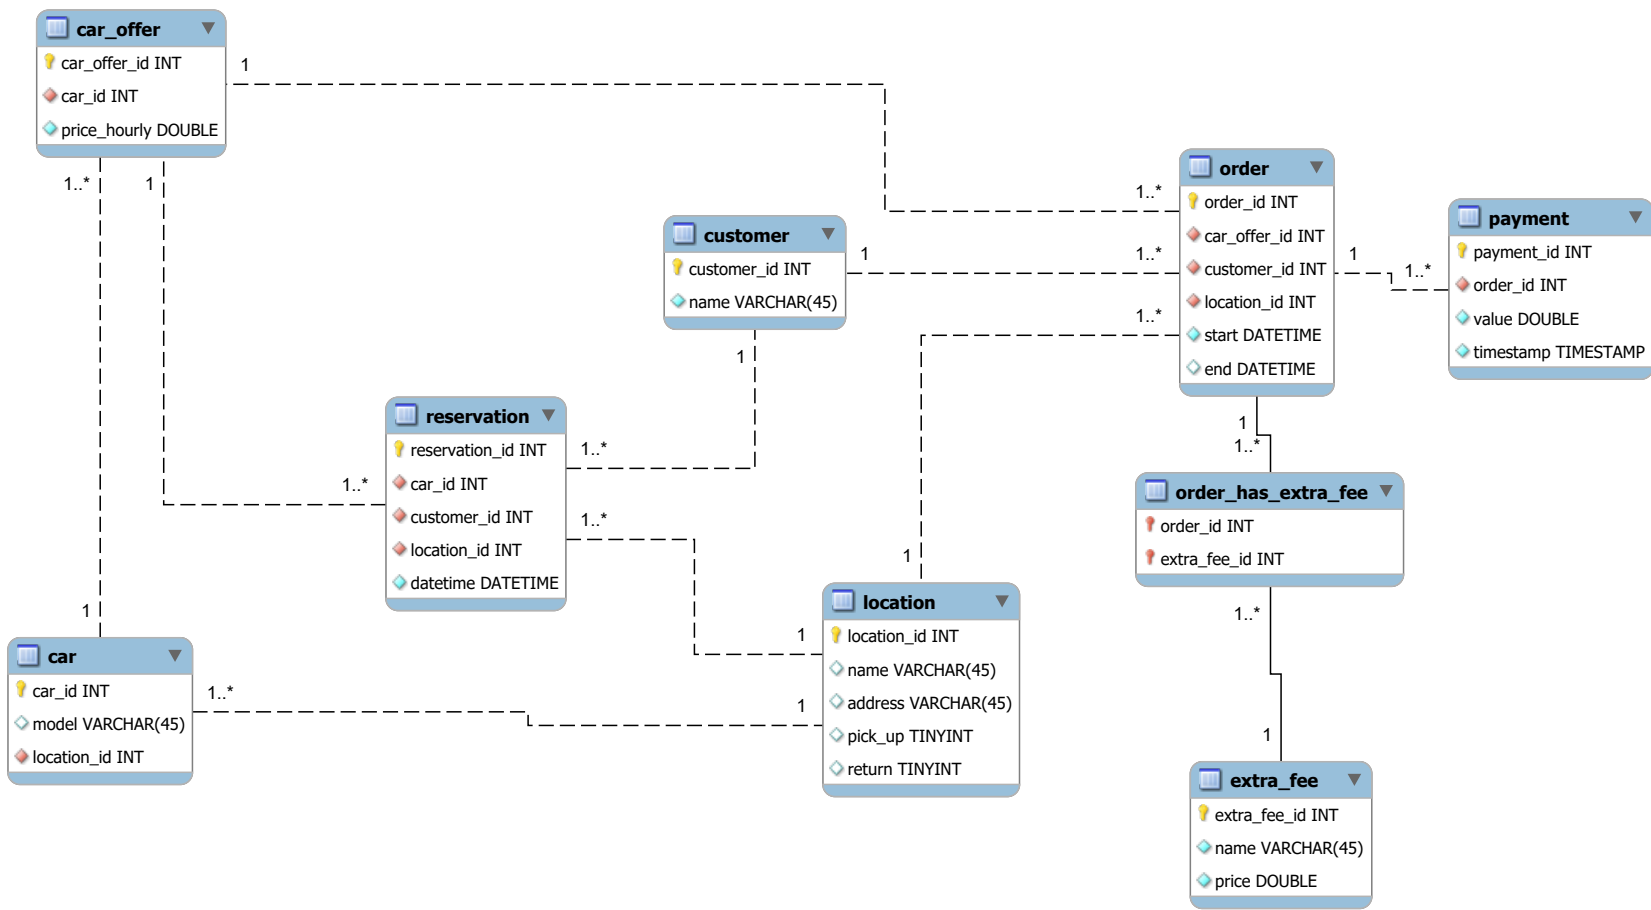 car_offer
car_offer_id INT
car_id INT
price_hourly DOUBLE
1
1..*
1
1..*
order
order_id INT
car_offer_id INT
customer_id INT
location_id INT
start DATETIME
end DATETIME
1..*
1..*
1
1..*
payment
payment_id INT
order_id INT
value DOUBLE
timestamp TIMESTAMP
customer
customer_id INT
name VARCHAR(45)
1
1
reservation
reservation_id INT
car_id INT
customer_id INT
location_id INT
datetime DATETIME
1..*
1..*
1..*
1
1..*
order_has_extra_fee
order_id INT
extra_fee_id INT
1..*
1
1
location
location_id INT
name VARCHAR(45)
address VARCHAR(45)
pick_up TINYINT
return TINYINT
1
1
1
car
car_id INT
model VARCHAR(45)
location_id INT
1..*
1
extra_fee
extra_fee_id INT
name VARCHAR(45)
price DOUBLE